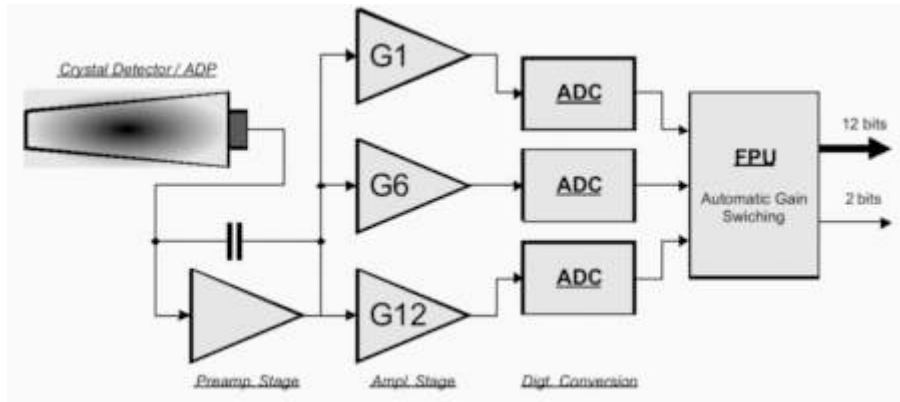 Crystal Detector / ADP
G1
ADC
G6
ADC
G12
ADC
FPU
Automatic Gain
Swiching
12 bits
2 bits
Preamp. Stage
Ampl. Stage
Digt. Conversion